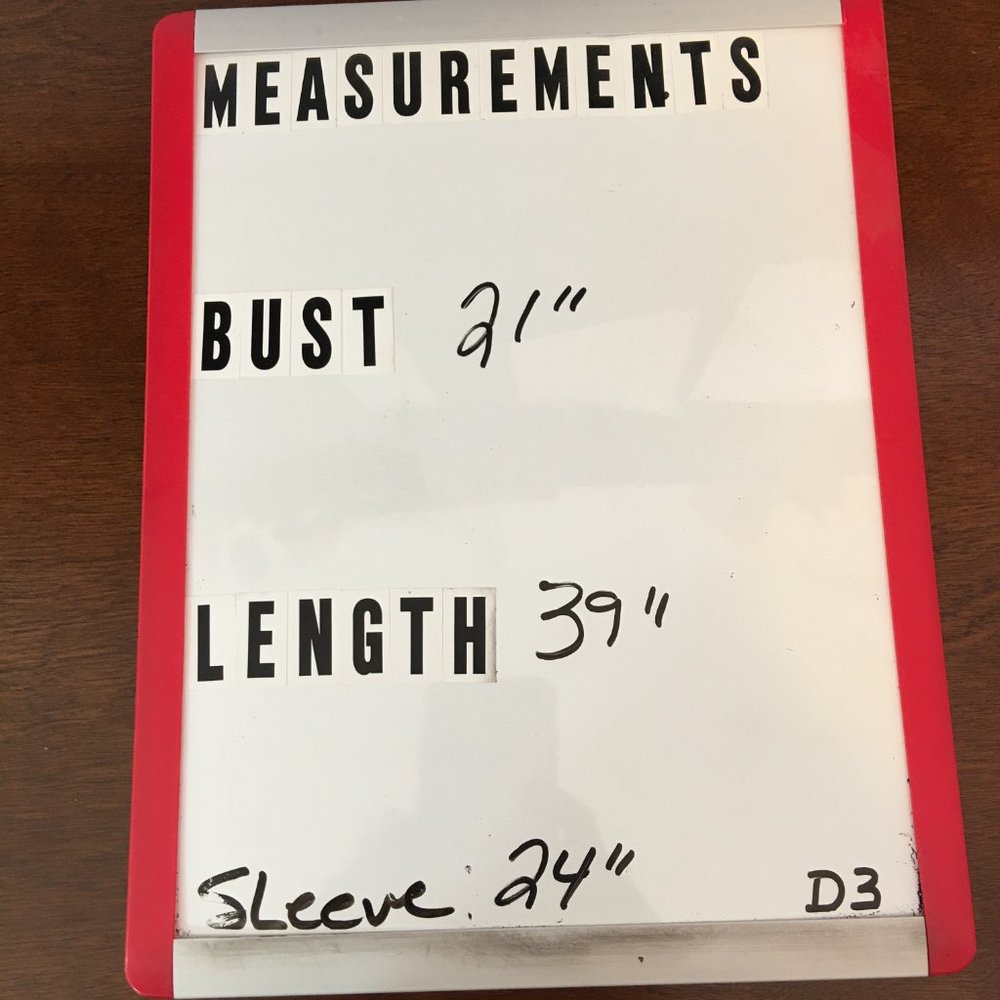 MEASUREMENTS
BUST 21"
LENGTH 39"
Sleeve 24" D3